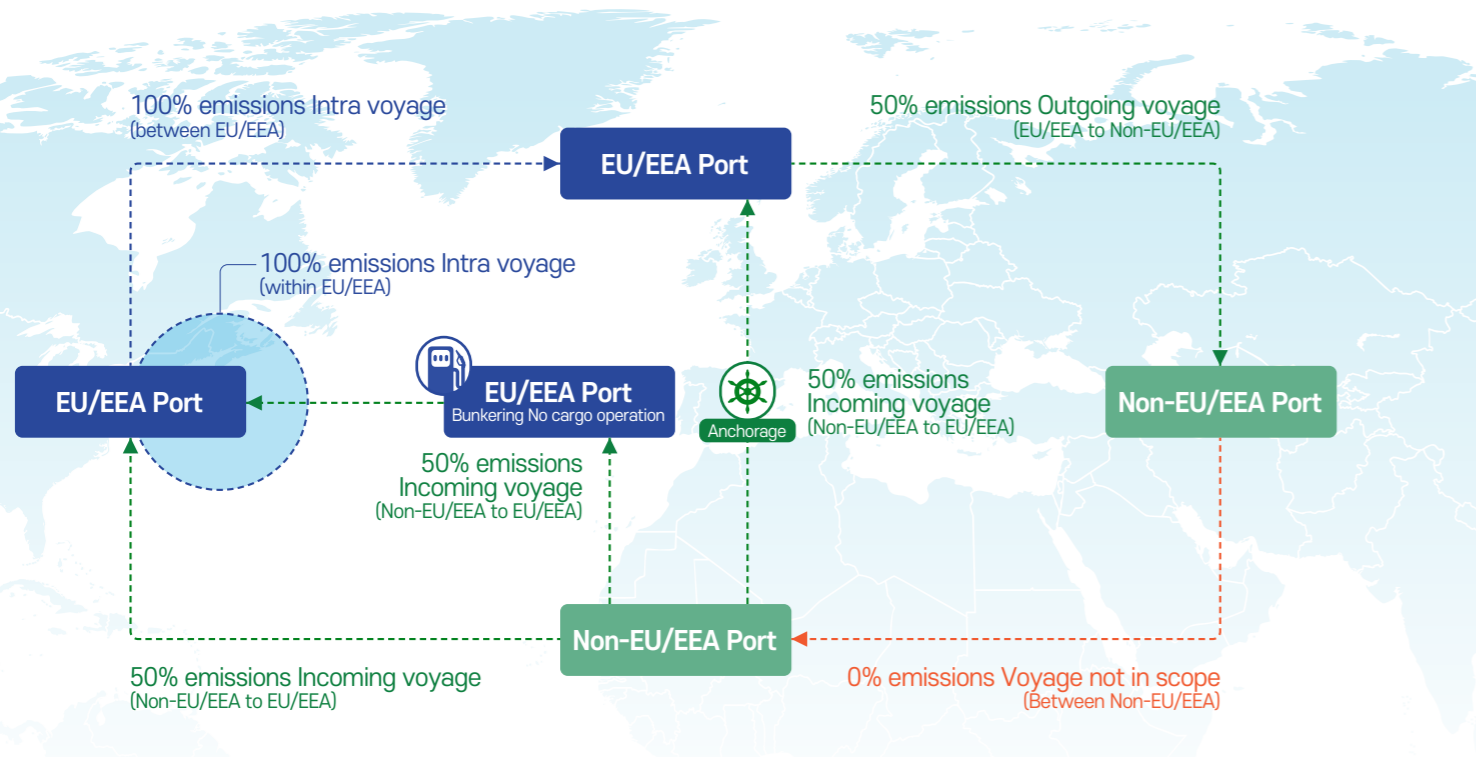 100% emissions Intra voyage
(between EU/EEA)
50% emissions Outgoing voyage
(EU/EEA to Non-EU/EEA)
EU/EEA Port
100% emissions Intra voyage
(within EU/EEA)
EU/EEA Port
EU/EEA Port
Bunkering No cargo operation
Anchorage
50% emissions
Incoming voyage
(Non-EU/EEA to EU/EEA)
Non-EU/EEA Port
50% emissions
Incoming voyage
(Non-EU/EEA to EU/EEA)
Non-EU/EEA Port
50% emissions Incoming voyage
(Non-EU/EEA to EU/EEA)
0% emissions Voyage not in scope
(Between Non-EU/EEA)